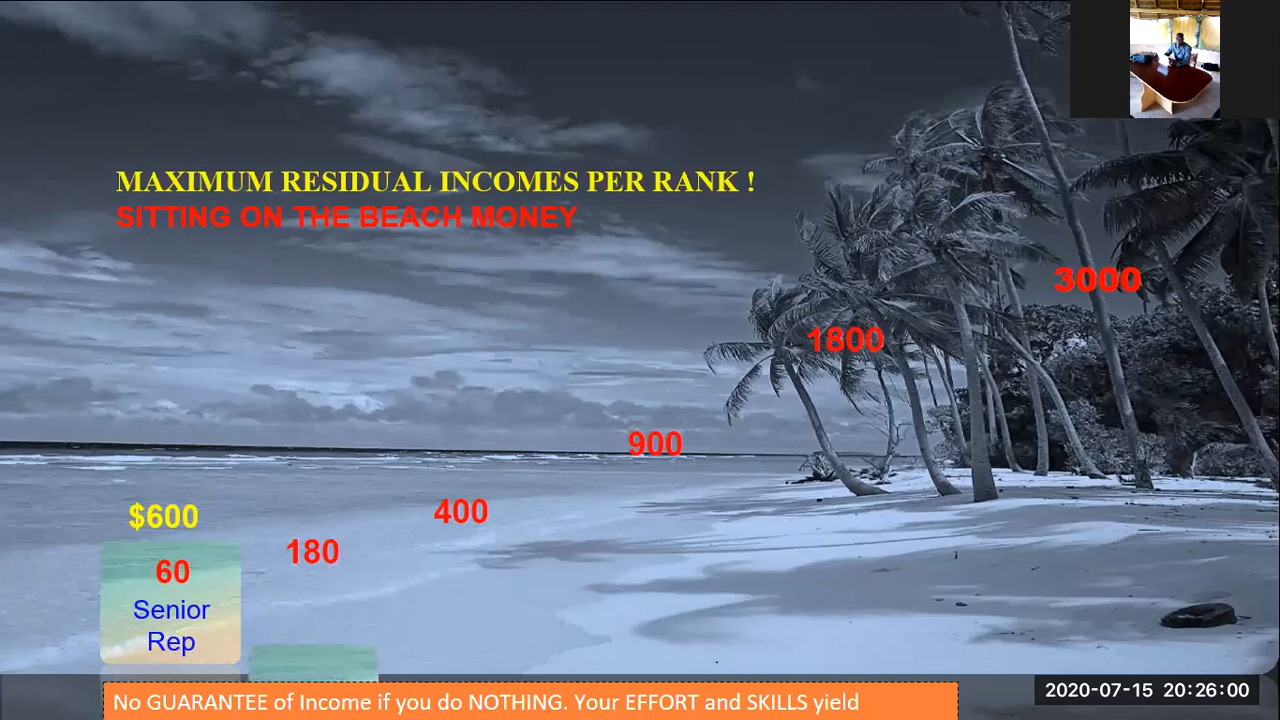 MAXIMUM RESIDUAL INCOMES PER RANK !
SITTING ON THE BEACH MONEY
3000
1800
900
400
180
$600
60
Senior
Rep
No GUARANTEE of Income if you do NOTHING. Your EFFORT and SKILLS yield
2020-07-15 20:26:00